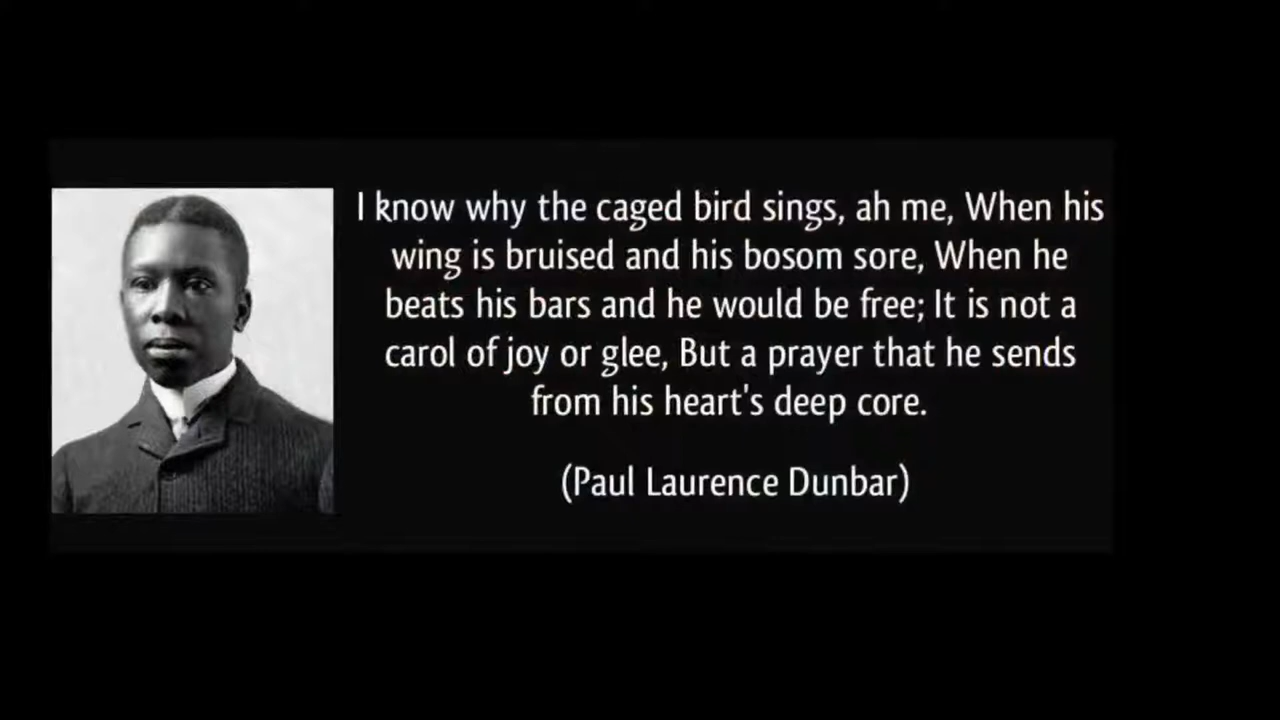 I know why the caged bird sings, ah me, When his
wing is bruised and his bosom sore, When he
beats his bars and he would be free; It is not a
carol of joy or glee, But a prayer that he sends
from his heart's deep core.
(Paul Laurence Dunbar)